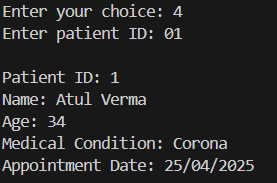 Enter your choice: 4
Enter patient ID: 01
Patient ID: 1
Name: Atul Verma
Age: 34
Medical Condition: Corona
Appointment Date: 25/04/2025